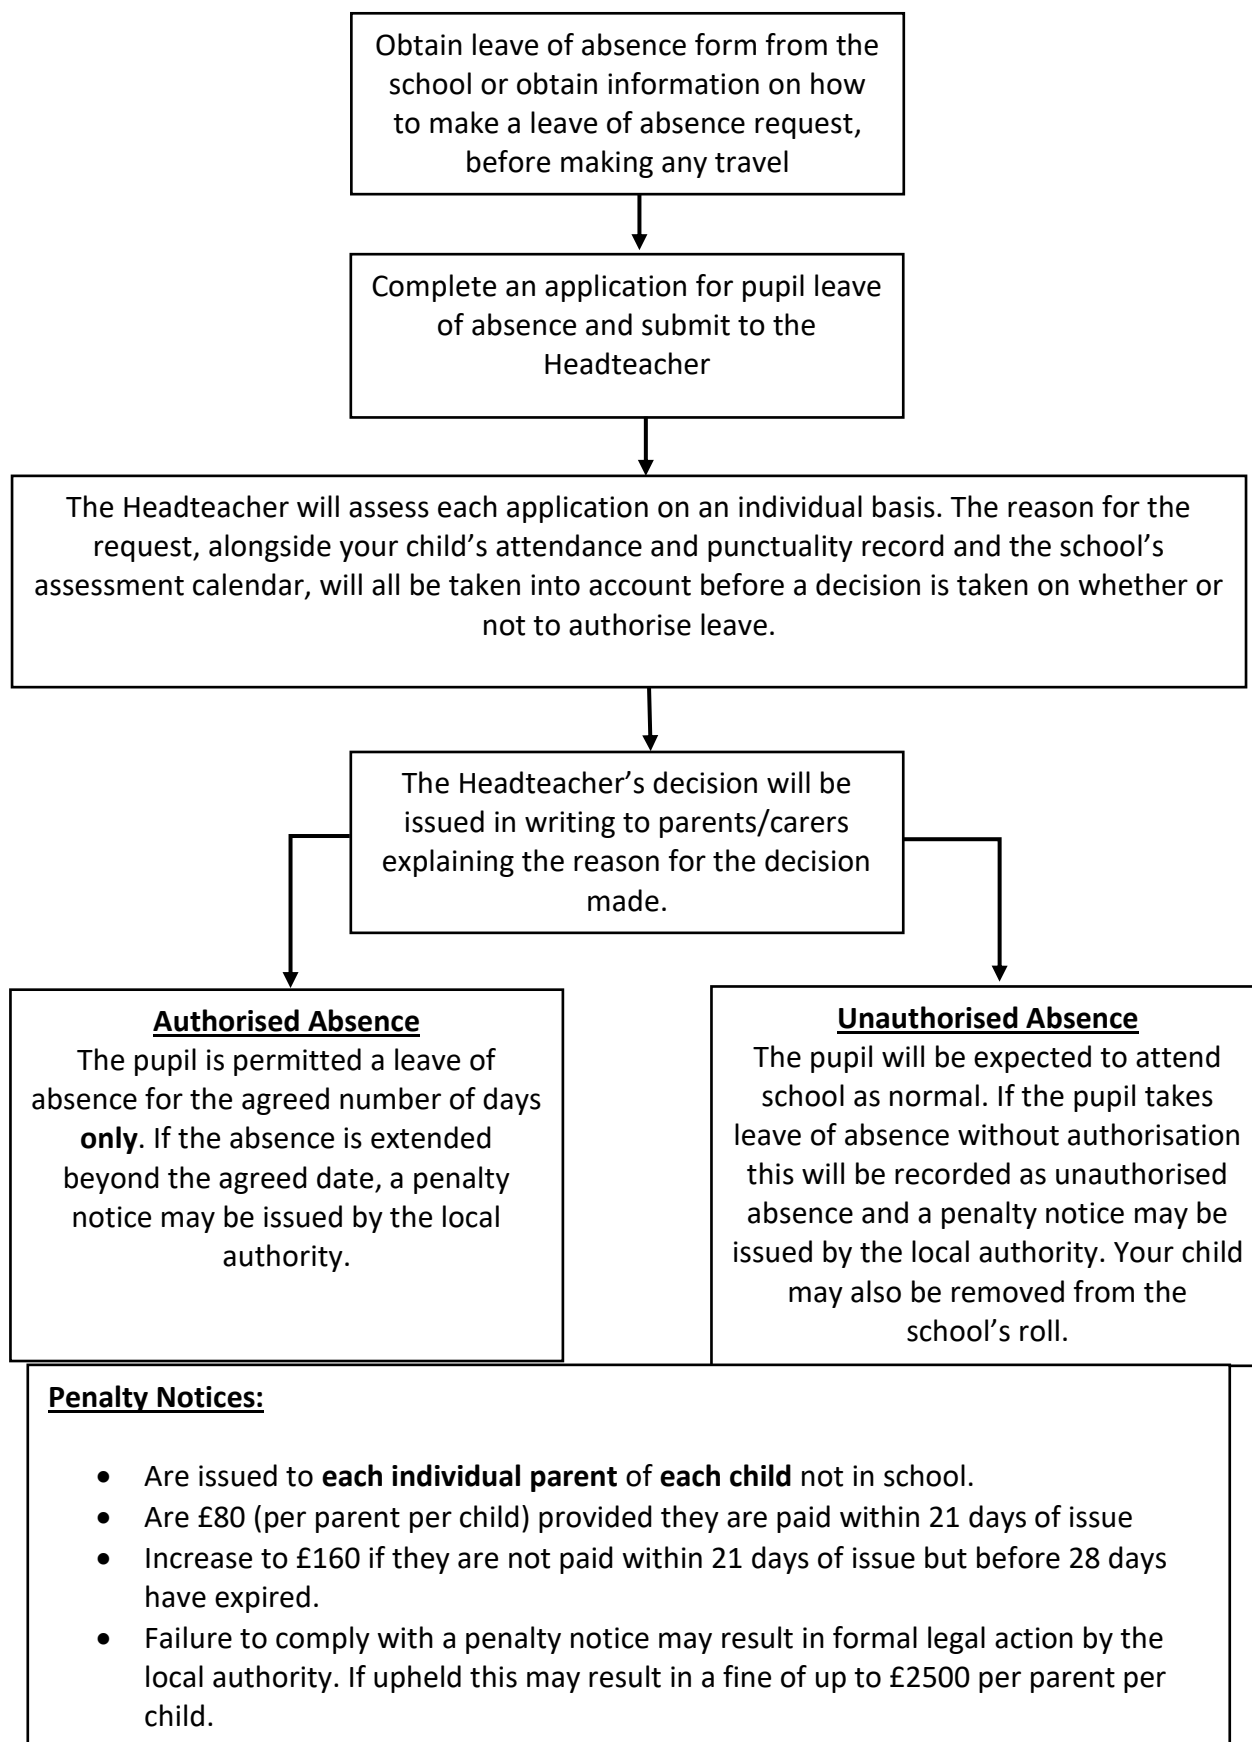 Obtain leave of absence form from the
school or obtain information on how
to make a leave of absence request,
before making any travel
Complete an application for pupil leave
of absence and submit to the
Headteacher
The Headteacher will assess each application on an individual basis. The reason for the
request, alongside your child’s attendance and punctuality record and the school’s
assessment calendar, will all be taken into account before a decision is taken on whether or
not to authorise leave.
The Headteacher’s decision will be
issued in writing to parents/carers
explaining the reason for the decision
made.
Authorised Absence
The pupil is permitted a leave of
absence for the agreed number of days
only. If the absence is extended
beyond the agreed date, a penalty
notice may be issued by the local
authority.
Unauthorised Absence
The pupil will be expected to attend
school as normal. If the pupil takes
leave of absence without authorisation
this will be recorded as unauthorised
absence and a penalty notice may be
issued by the local authority. Your child
may also be removed from the
school’s roll.
Penalty Notices:
• Are issued to each individual parent of each child not in school.
• Are £80 (per parent per child) provided they are paid within 21 days of issue
• Increase to £160 if they are not paid within 21 days of issue but before 28 days
have expired.
• Failure to comply with a penalty notice may result in formal legal action by the
local authority. If upheld this may result in a fine of up to £2500 per parent per
child.